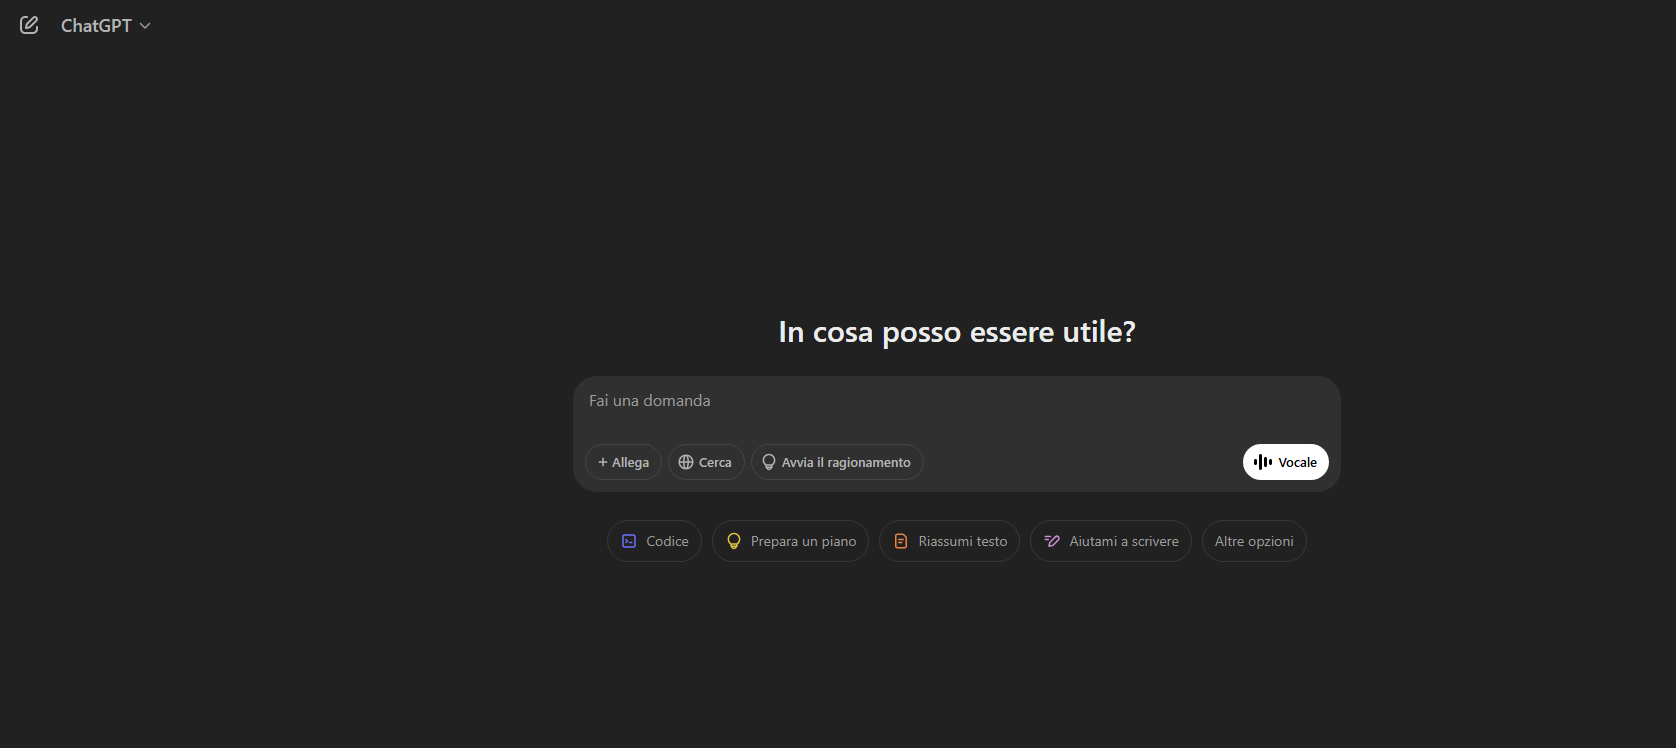 ChatGPT
In cosa posso essere utile?
Fai una domanda
+ Allega Cerca Avvia il ragionamento Vocale
Codice Prepara un piano Riassumi testo Aiutami a scrivere Altre opzioni